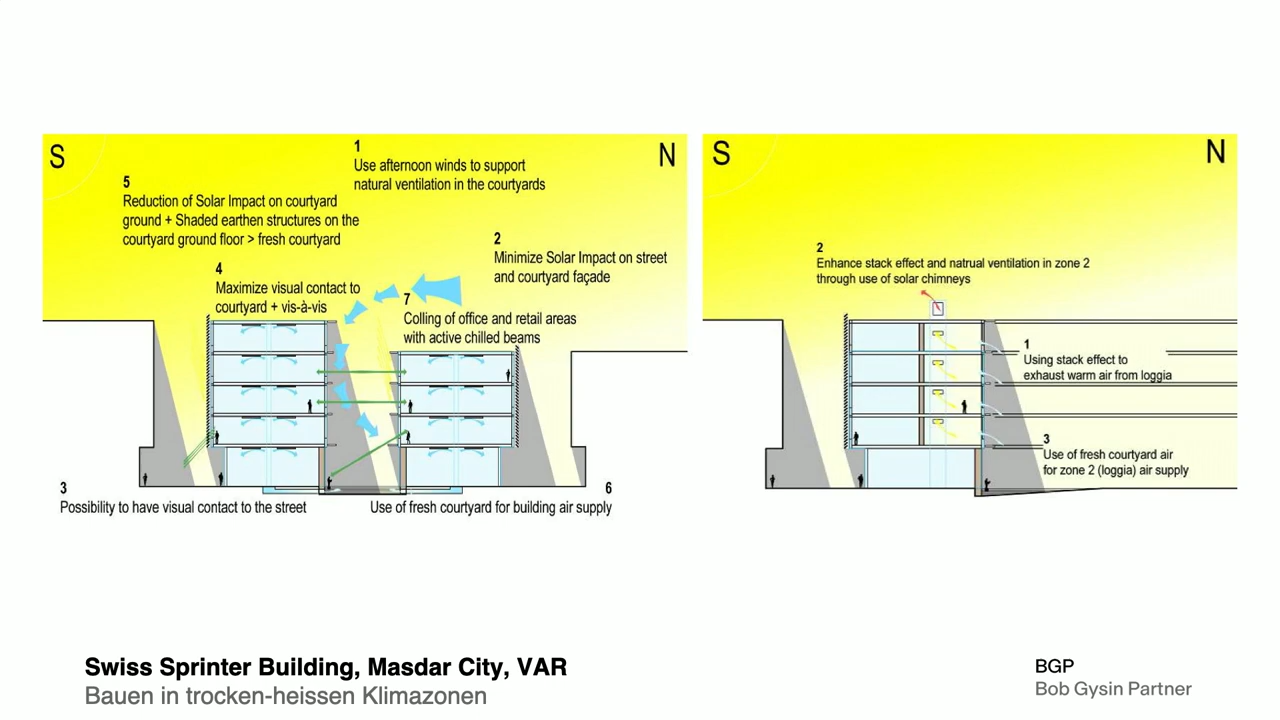 S
N
1
Use afternoon winds to support
natural ventilation in the courtyards
5
Reduction of Solar Impact on courtyard
ground + Shaded earthen structures on the
courtyard ground floor > fresh courtyard
2
Minimize Solar Impact on street
and courtyard façade
4
Maximize visual contact to
courtyard + vis-à-vis
7
Colling of office and retail areas
with active chilled beams
3
Possibility to have visual contact to the street
6
Use of fresh courtyard for building air supply
S
N
2
Enhance stack effect and natrual ventilation in zone 2
through use of solar chimneys
1
Using stack effect to
exhaust warm air from loggia
3
Use of fresh courtyard air
for zone 2 (loggia) air supply
Swiss Sprinter Building, Masdar City, VAR
Bauen in trocken-heissen Klimazonen
BGP
Bob Gysin Partner